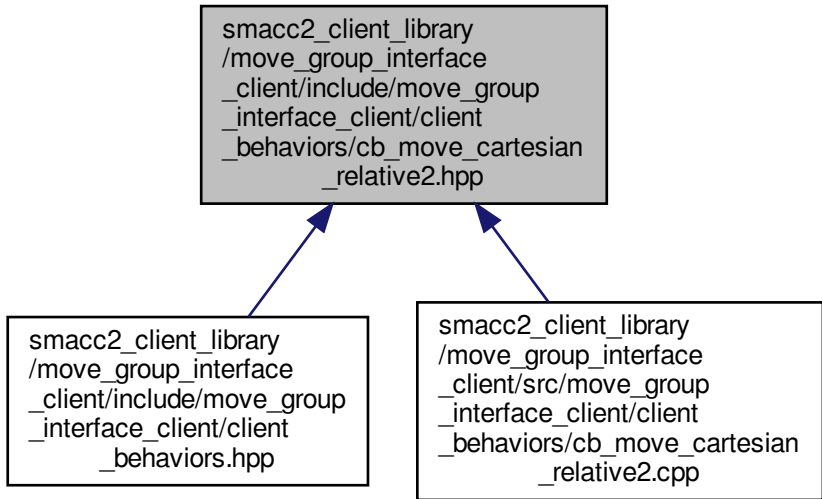 smacc2_client_library
/move_group_interface
_client/include/move_group
_interface_client/client
_behaviors/cb_move_cartesian
_relative2.hpp
smacc2_client_library
/move_group_interface
_client/include/move_group
_interface_client/client
_behaviors.hpp
smacc2_client_library
/move_group_interface
_client/src/move_group
_interface_client/client
_behaviors/cb_move_cartesian
_relative2.cpp